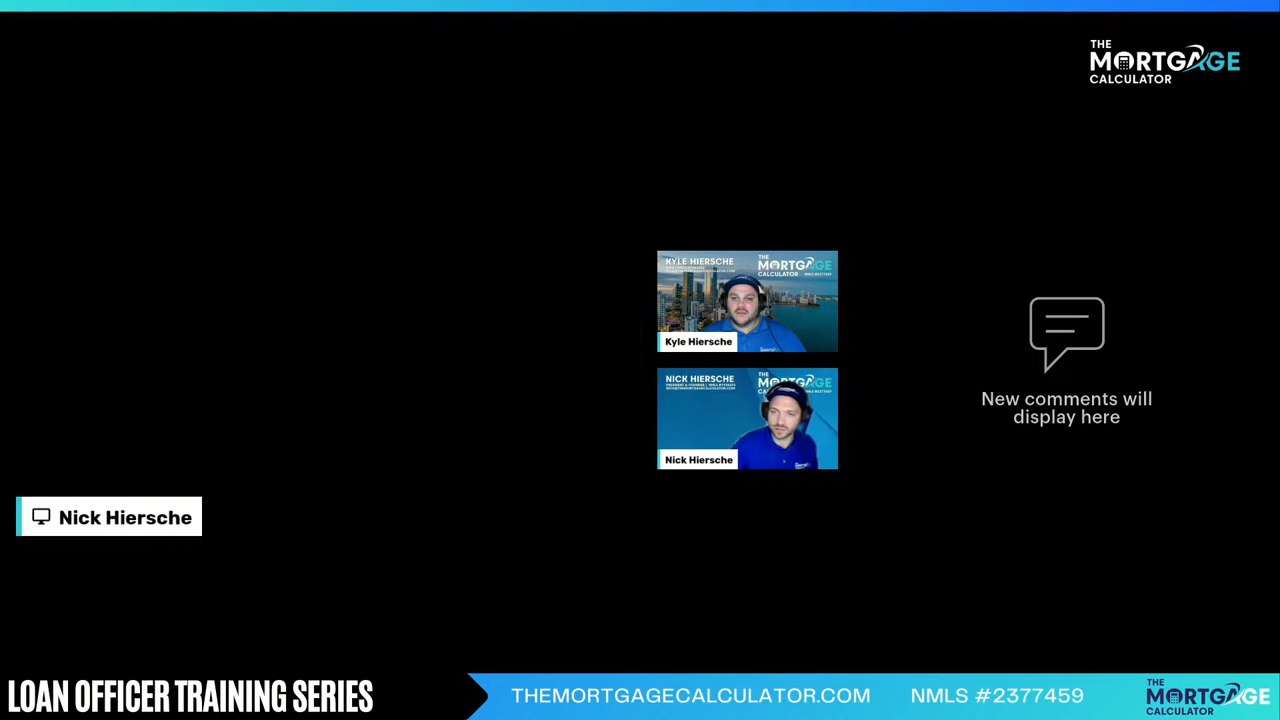 THE
MORTGAGE
CALCULATOR
KYLE HIERSCHE
THE
MORTGAGE
CALCULATOR
Kyle Hiersche
NICK HIERSCHE
THE
MORTGAGE
Nick Hiersche
New comments will
display here
Nick Hiersche
LOAN OFFICER TRAINING SERIES
THEMORTGAGECALCULATOR.COM
NMLS #2377459
THE
MORTGAGE
CALCULATOR